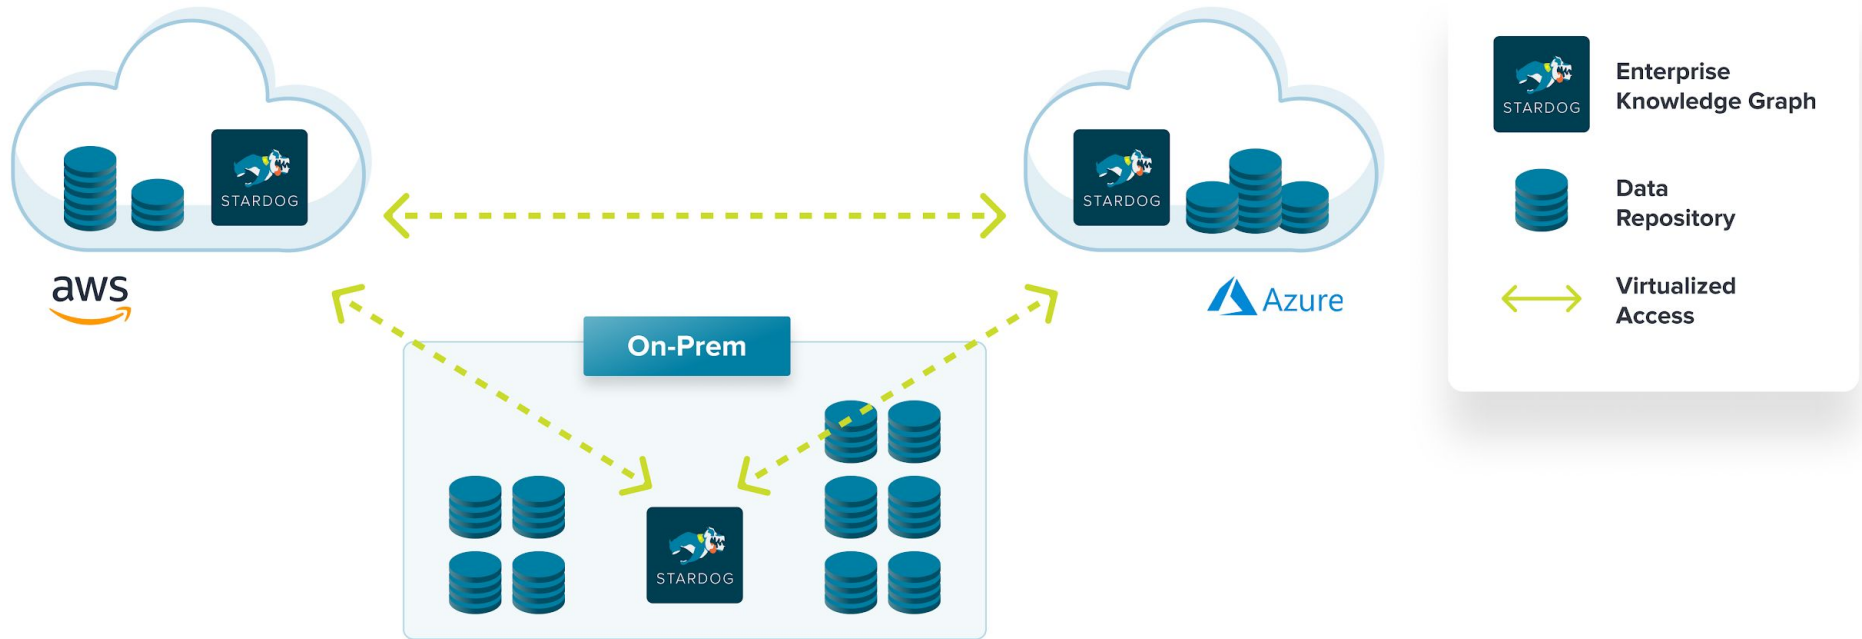 STARDOG
aws
STARDOG
Azure
On-Prem
STARDOG
STARDOG
Enterprise
Knowledge Graph
Data
Repository
Virtualized
Access